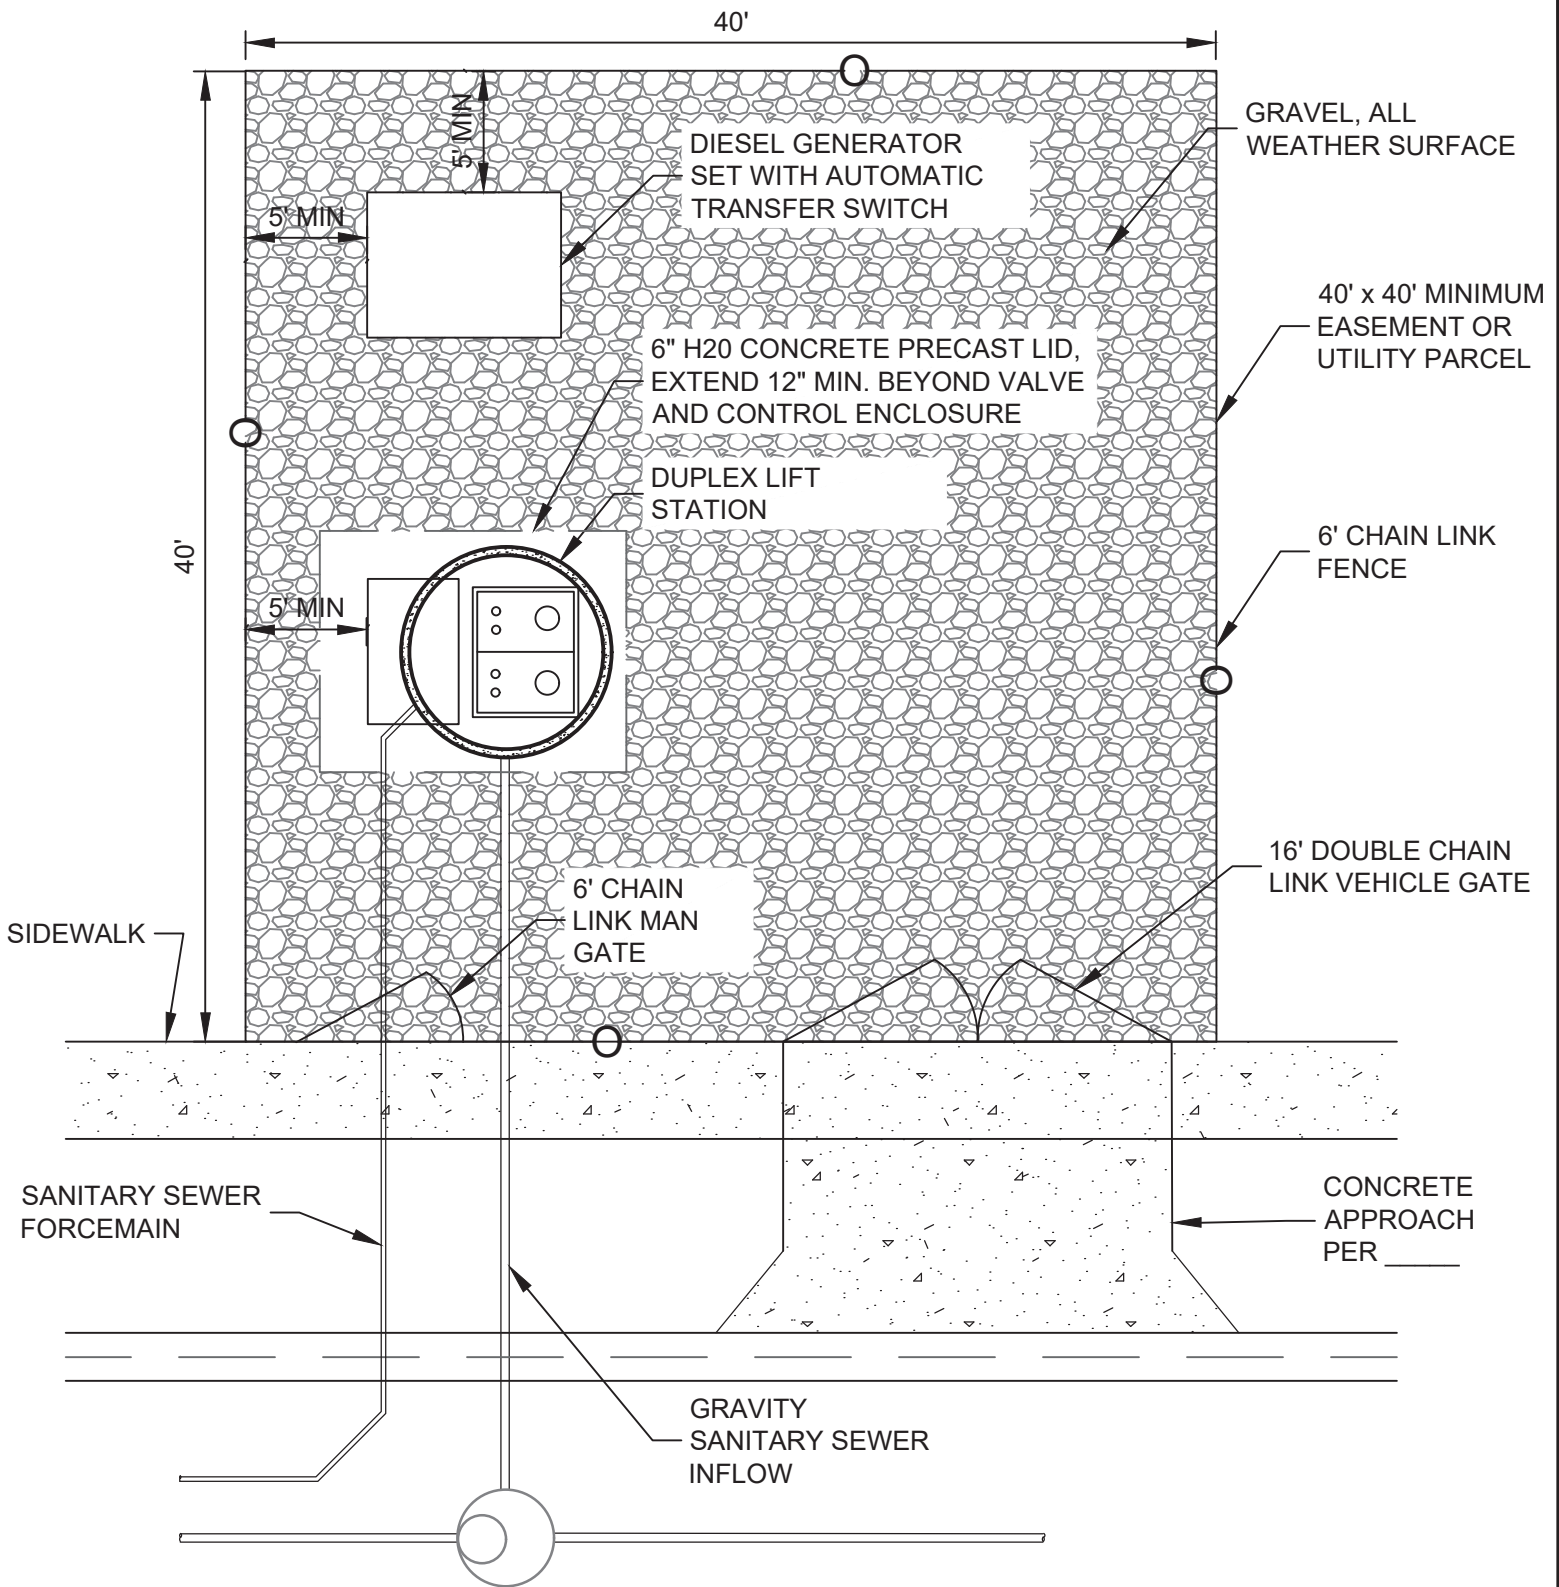 40'
5' MIN
DIESEL GENERATOR
SET WITH AUTOMATIC
TRANSFER SWITCH
GRAVEL, ALL
WEATHER SURFACE
5' MIN
40' x 40' MINIMUM
EASEMENT OR
UTILITY PARCEL
6" H20 CONCRETE PRECAST LID,
EXTEND 12" MIN. BEYOND VALVE
AND CONTROL ENCLOSURE
DUPLEX LIFT
STATION
40'
6' CHAIN LINK
FENCE
5' MIN
16' DOUBLE CHAIN
LINK VEHICLE GATE
6' CHAIN
LINK MAN
GATE
SIDEWALK
SANITARY SEWER
FORCEMAIN
CONCRETE
APPROACH
PER _____
GRAVITY
SANITARY SEWER
INFLOW